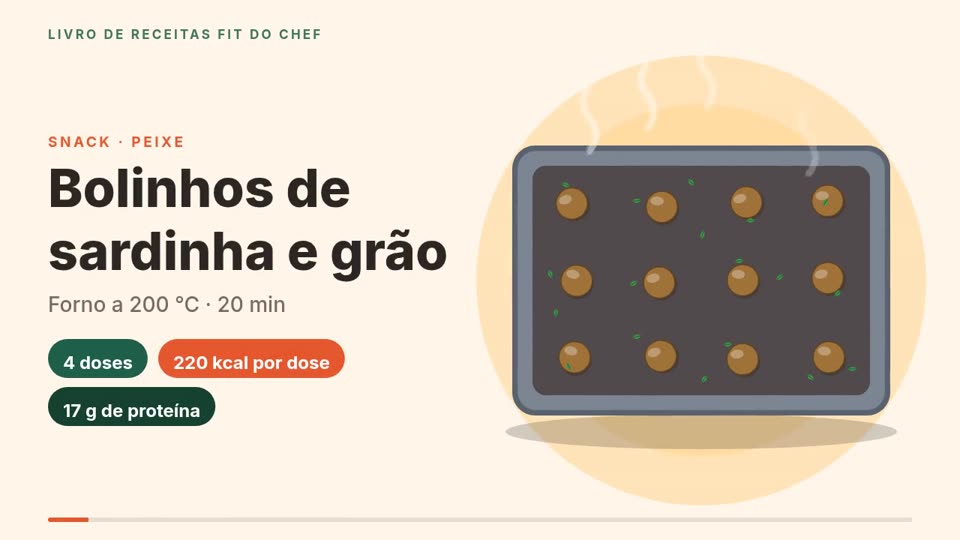 LIVRO DE RECEITAS FIT DO CHEF
SNACK · PEIXE
Bolinhos de
sardinha e grão
Forno a 200 °C · 20 min
4 doses
220 kcal por dose
17 g de proteína